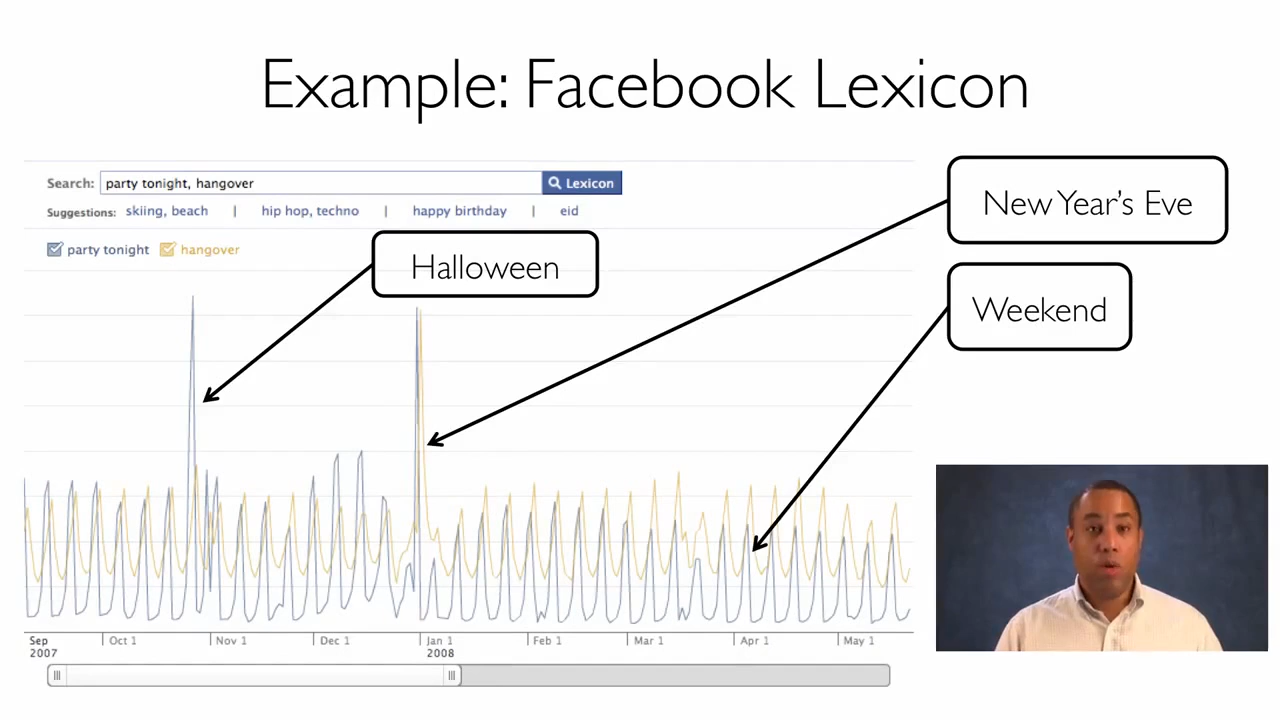 Example: Facebook Lexicon
Search: party tonight, hangover Lexicon
Suggestions: skiing, beach | hip hop, techno | happy birthday | eid
party tonight hangover
Halloween
New Year's Eve
Weekend
Sep Oct 1 Nov 1 Dec 1 Jan 1 Feb 1 Mar 1 Apr 1 May 1
2007 2008